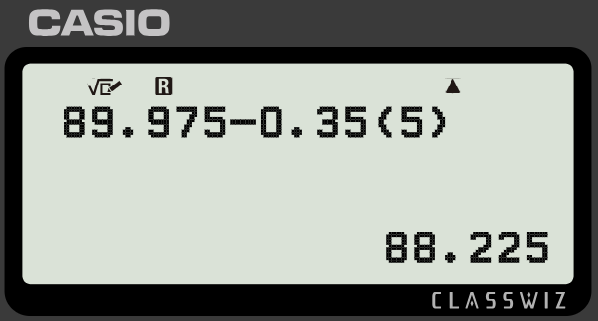 CASIO
√□ R ▲
89.975−0.35(5)
88.225
CLASSWIZ